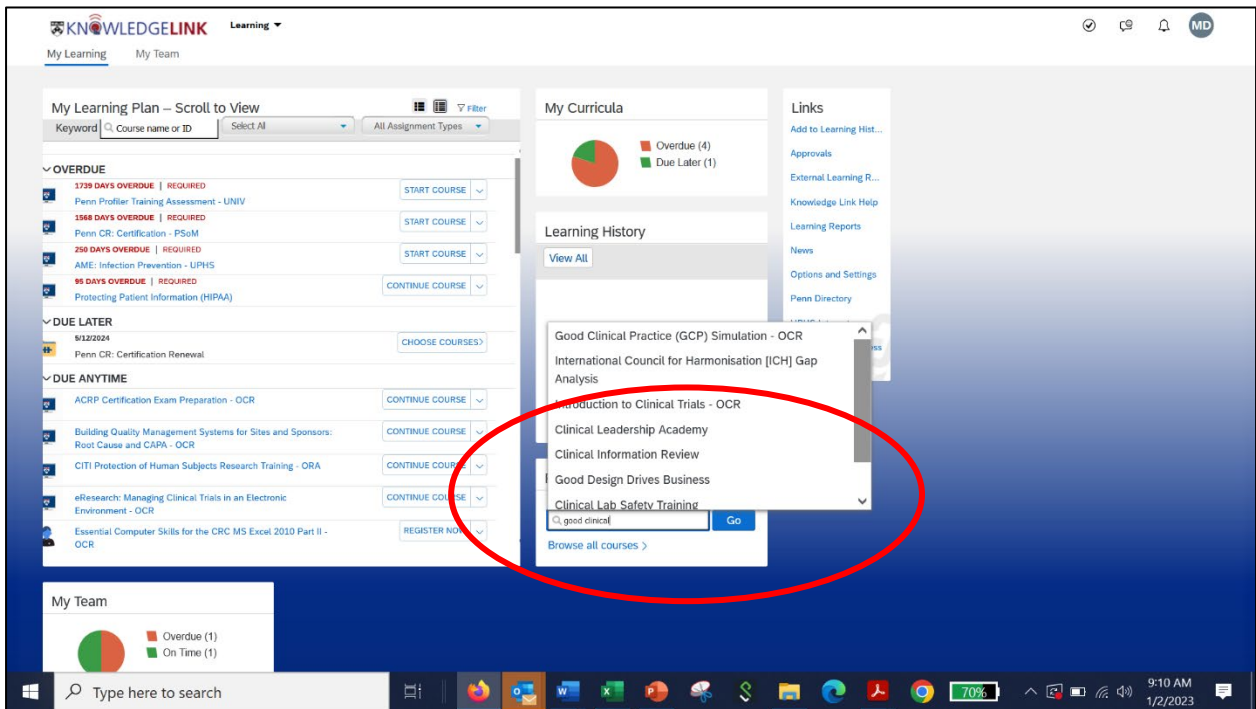 KNOWLEDGELINK
Learning
MD
My Learning
My Team
My Learning Plan – Scroll to View
Filter
Keyword
Course name or ID
Select All
All Assignment Types
OVERDUE
1739 DAYS OVERDUE | REQUIRED
Penn Profiler Training Assessment - UNIV
START COURSE
1568 DAYS OVERDUE | REQUIRED
Penn CR: Certification - PSoM
START COURSE
250 DAYS OVERDUE | REQUIRED
AME: Infection Prevention - UPHS
START COURSE
95 DAYS OVERDUE | REQUIRED
Protecting Patient Information (HIPAA)
CONTINUE COURSE
DUE LATER
5/12/2024
Penn CR: Certification Renewal
CHOOSE COURSES>
DUE ANYTIME
ACRP Certification Exam Preparation - OCR
CONTINUE COURSE
Building Quality Management Systems for Sites and Sponsors:
Root Cause and CAPA - OCR
CONTINUE COURSE
CITI Protection of Human Subjects Research Training - ORA
CONTINUE COURSE
eResearch: Managing Clinical Trials in an Electronic
Environment - OCR
CONTINUE COURSE
Essential Computer Skills for the CRC MS Excel 2010 Part II -
OCR
REGISTER NOW
My Curricula
Overdue (4)
Due Later (1)
Learning History
View All
Good Clinical Practice (GCP) Simulation - OCR
International Council for Harmonisation [ICH] Gap
Analysis
Introduction to Clinical Trials - OCR
Clinical Leadership Academy
Clinical Information Review
Good Design Drives Business
Clinical Lab Safety Training
good clinical
Go
Browse all courses >
Links
Add to Learning Hist...
Approvals
External Learning R...
Knowledge Link Help
Learning Reports
News
Options and Settings
Penn Directory
My Team
Overdue (1)
On Time (1)
Type here to search
70%
9:10 AM
1/2/2023